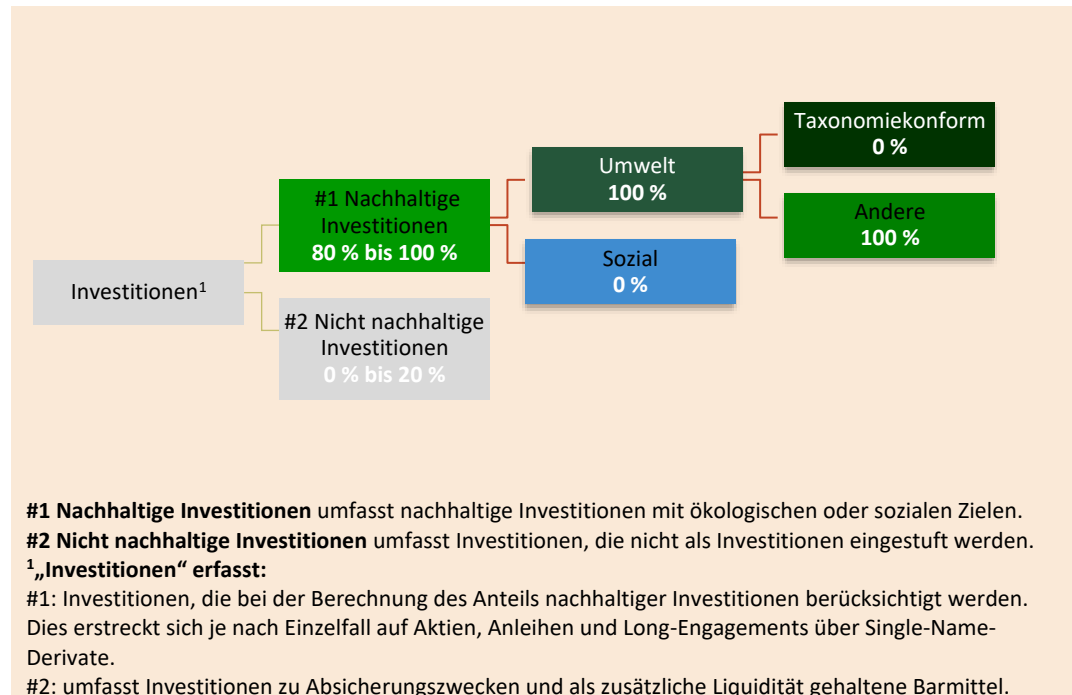 Taxonomiekonform
0 %
Umwelt
100 %
#1 Nachhaltige
Investitionen
80 % bis 100 %
Andere
100 %
Sozial
0 %
Investitionen¹
#2 Nicht nachhaltige
Investitionen
0 % bis 20 %
#1 Nachhaltige Investitionen umfasst nachhaltige Investitionen mit ökologischen oder sozialen Zielen.
#2 Nicht nachhaltige Investitionen umfasst Investitionen, die nicht als Investitionen eingestuft werden.
¹„Investitionen“ erfasst:
#1: Investitionen, die bei der Berechnung des Anteils nachhaltiger Investitionen berücksichtigt werden.
Dies erstreckt sich je nach Einzelfall auf Aktien, Anleihen und Long-Engagements über Single-Name-
Derivate.
#2: umfasst Investitionen zu Absicherungszwecken und als zusätzliche Liquidität gehaltene Barmittel.